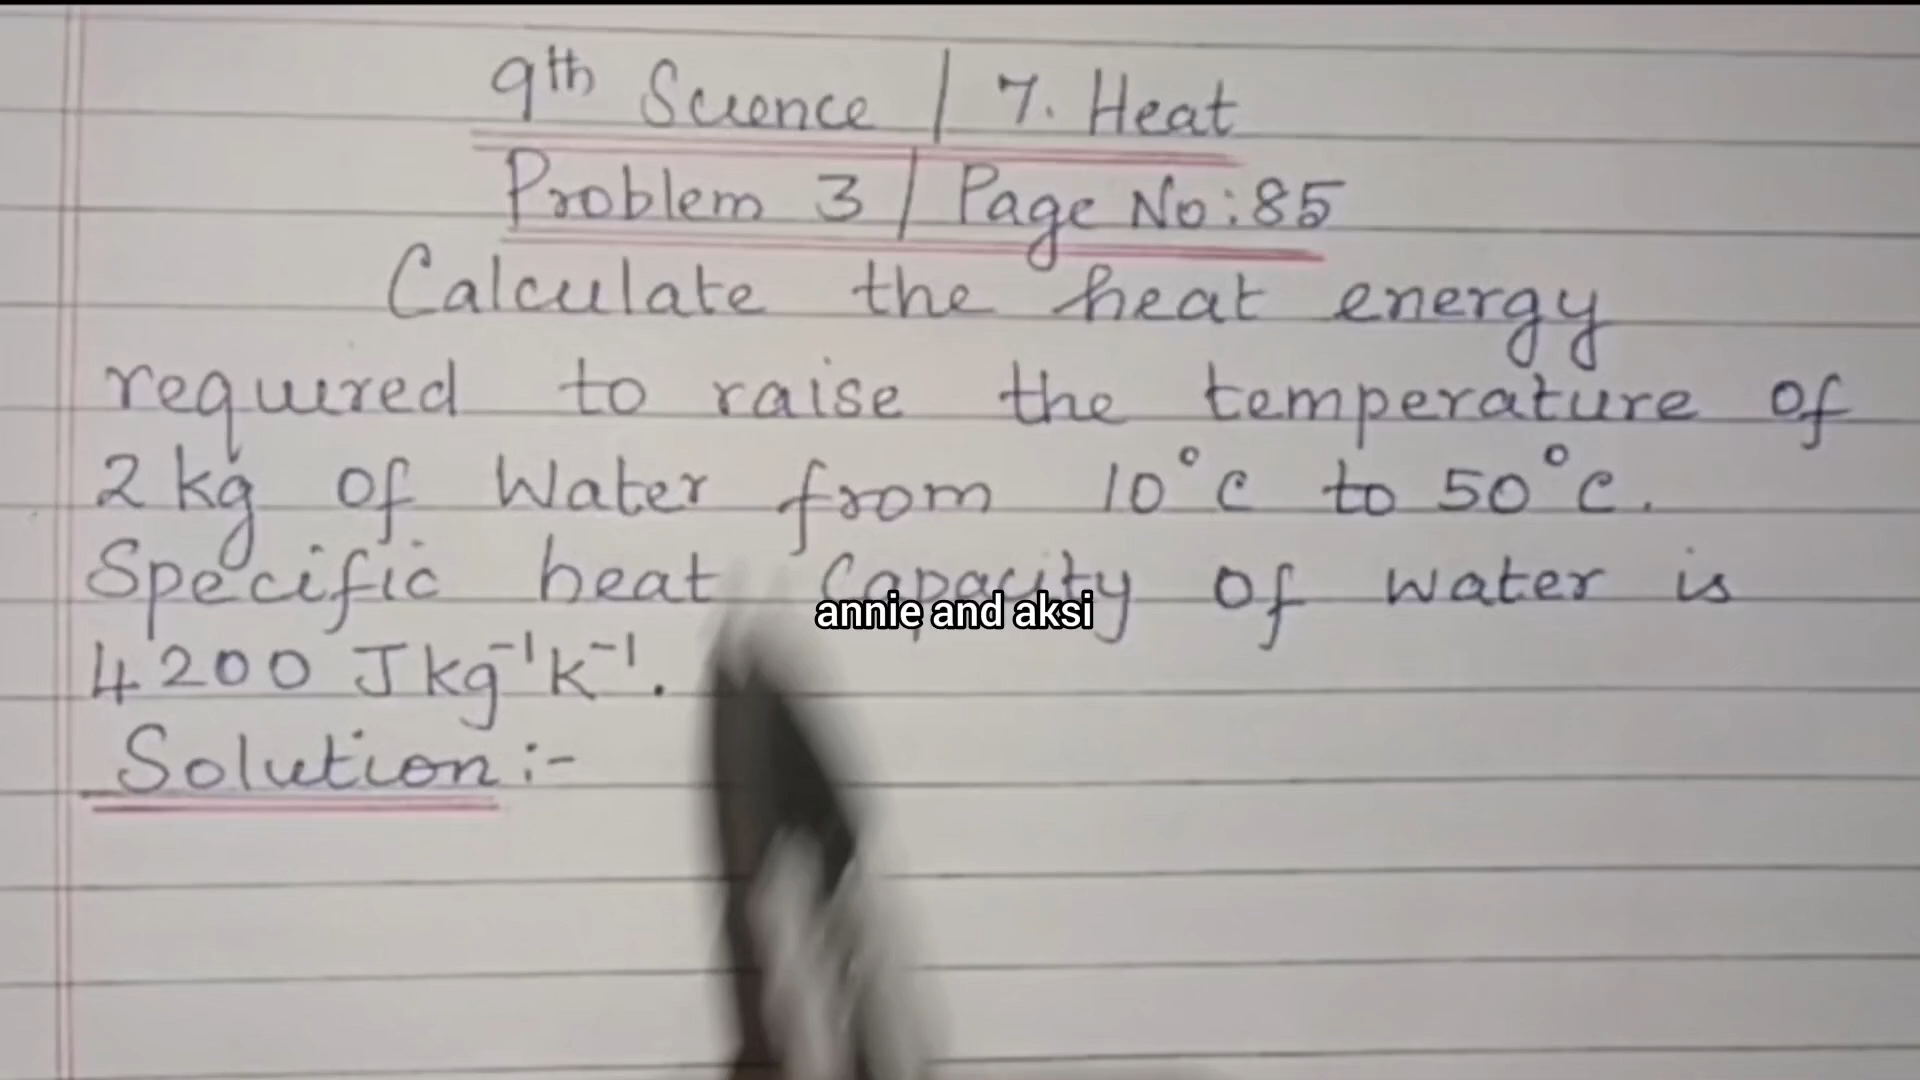 9th Science | 7. Heat
Problem 3 | Page No:85
Calculate the heat energy
required to raise the temperature of
2 kg of Water from 10°c to 50°c.
Specific heat Capacity of water is
annie and aksi
4200 J kg⁻¹ K⁻¹.
Solution:-